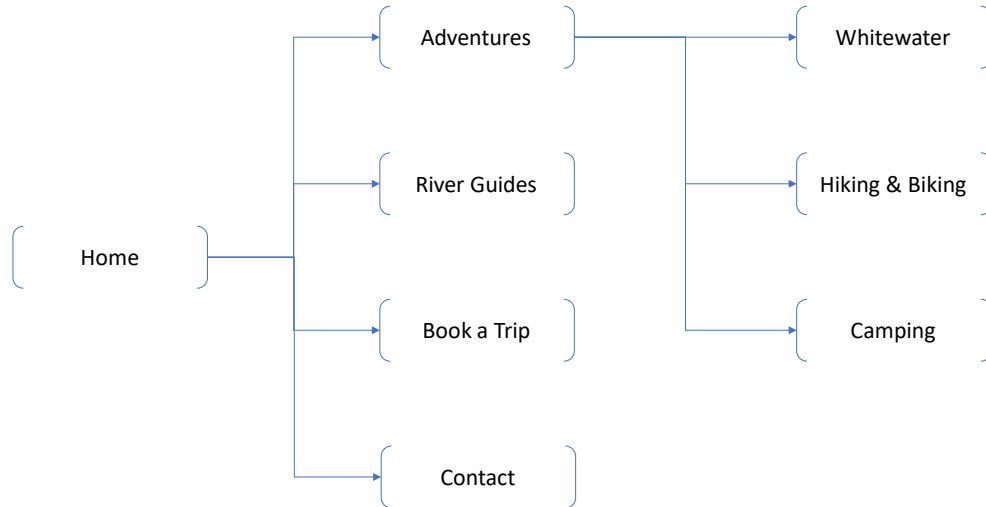 Adventures
Whitewater
River Guides
Hiking & Biking
Home
Book a Trip
Camping
Contact